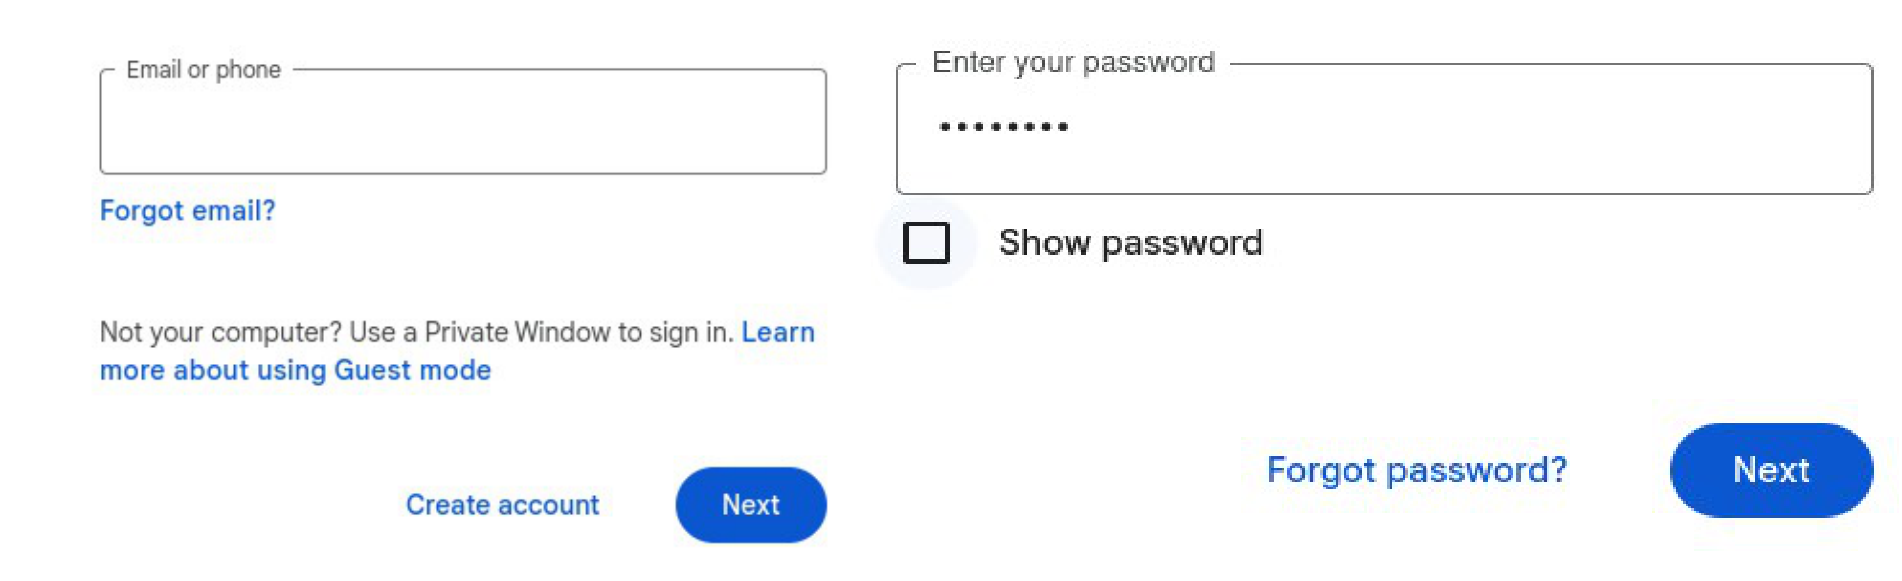 Email or phone
Forgot email?
Not your computer? Use a Private Window to sign in. Learn
more about using Guest mode
Create account
Next
Enter your password
••••••••
Show password
Forgot password?
Next